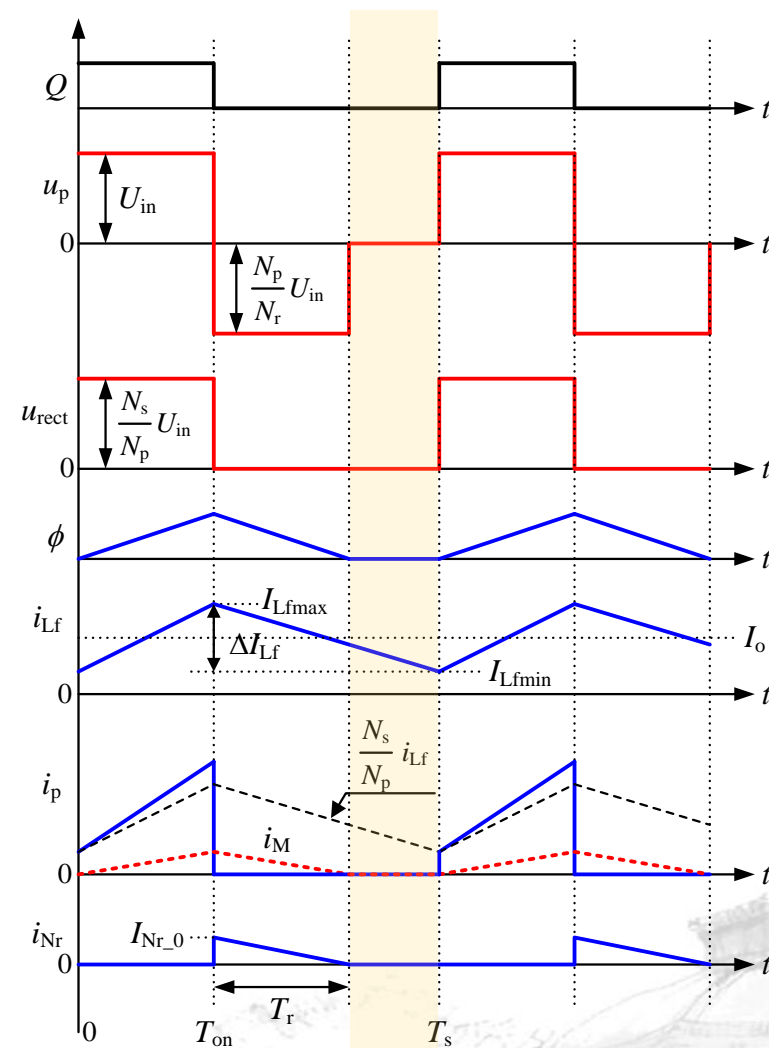 Q
t
u_p
U_in
0
t
N_p/N_r U_in
u_rect
N_s/N_p U_in
0
t
ϕ
t
i_Lf
I_Lfmax
ΔI_Lf
I_o
I_Lfmin
0
t
N_s/N_p i_Lf
i_p
i_M
0
t
i_Nr
I_Nr_0
0
t
T_r
0 T_on T_s